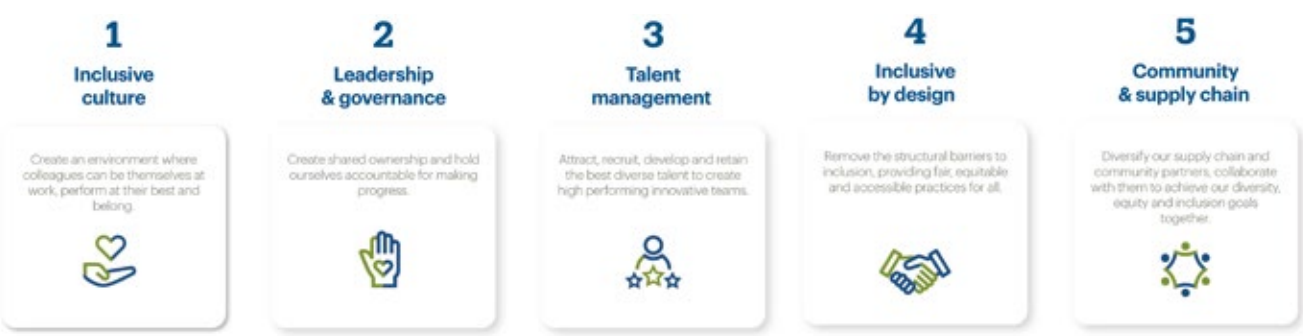 1
Inclusive
culture
Create an environment where
colleagues can be themselves at
work, perform at their best and
belong.
2
Leadership
& governance
Create shared ownership and hold
ourselves accountable for making
progress.
3
Talent
management
Attract, recruit, develop and retain
the best diverse talent to create
high performing innovative teams.
4
Inclusive
by design
Remove the structural barriers to
inclusion, providing fair, equitable
and accessible practices for all.
5
Community
& supply chain
Diversify our supply chain and
community partners, collaborate
with them to achieve our diversity,
equity and inclusion goals
together.